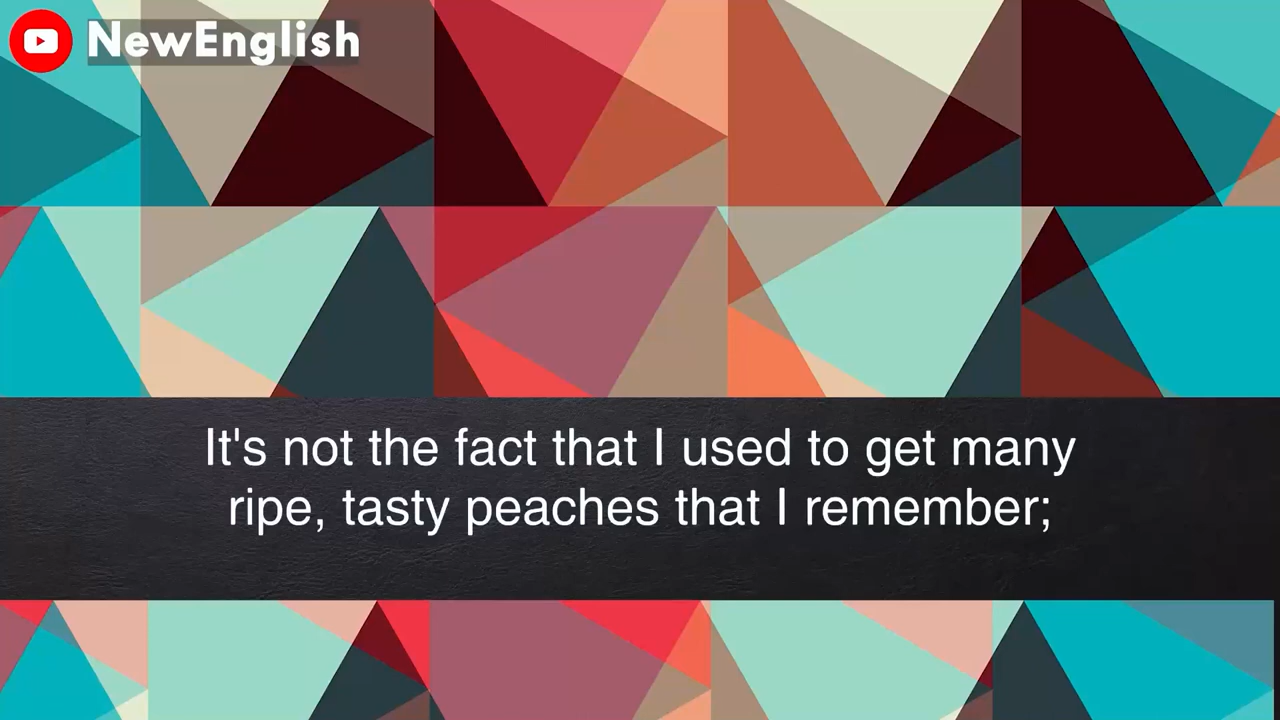 NewEnglish
It's not the fact that I used to get many
ripe, tasty peaches that I remember;